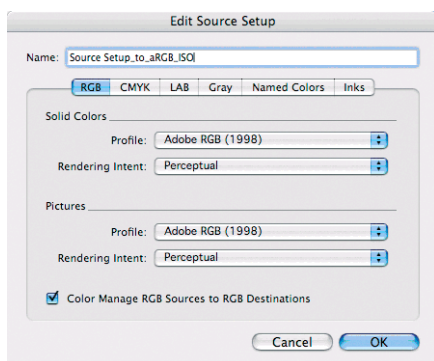 Edit Source Setup
Name: Source Setup_to_aRGB_ISO
RGB CMYK LAB Gray Named Colors Inks
Solid Colors
Profile: Adobe RGB (1998)
Rendering Intent: Perceptual
Pictures
Profile: Adobe RGB (1998)
Rendering Intent: Perceptual
Color Manage RGB Sources to RGB Destinations
Cancel OK